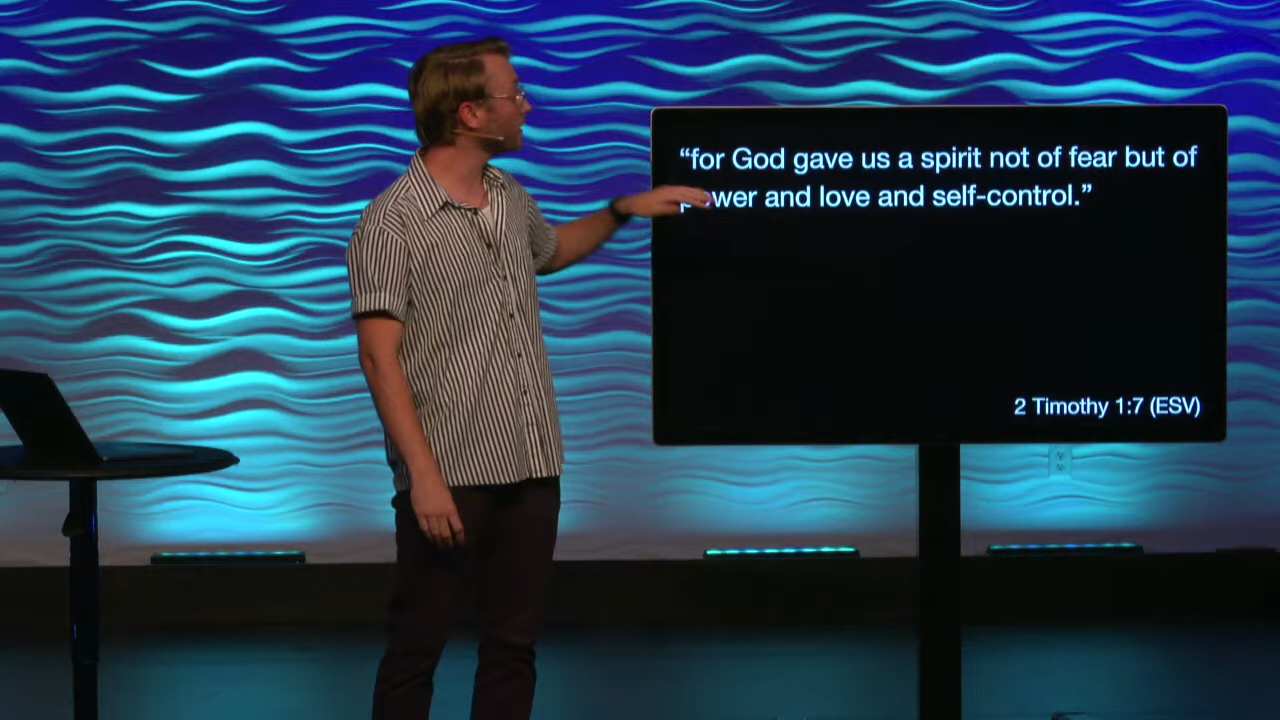 “for God gave us a spirit not of fear but of
power and love and self-control.”
2 Timothy 1:7 (ESV)